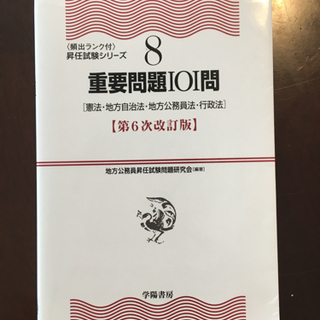 〈頻出ランク付〉
昇任試験シリーズ
8
重要問題101問
[憲法・地方自治法・地方公務員法・行政法]
【第6次改訂版】
地方公務員昇任試験問題研究会[編著]
学陽書房